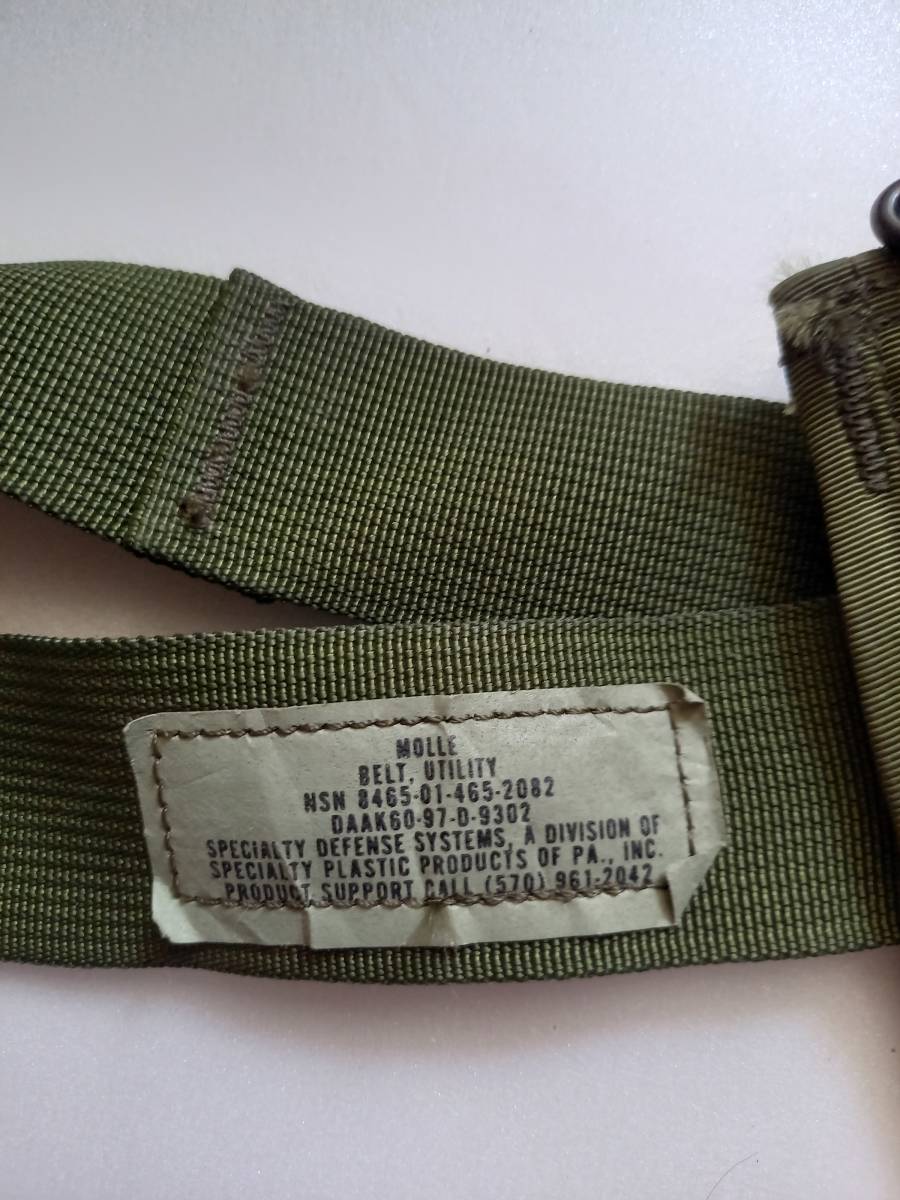 MOLLE
BELT, UTILITY
NSN 8465-01-465-2082
DAAK60-97-D-9302
SPECIALTY DEFENSE SYSTEMS, A DIVISION OF
SPECIALTY PLASTIC PRODUCTS OF PA., INC.
PRODUCT SUPPORT CALL (570) 961-2042